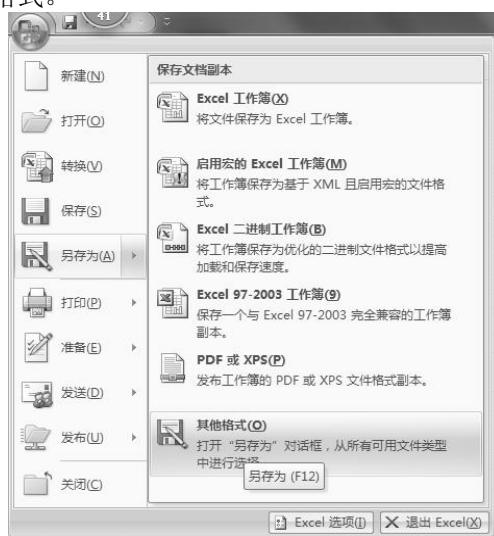 格式。
41
新建(N)
打开(O)
转换(V)
保存(S)
另存为(A)
打印(P)
准备(E)
发送(D)
发布(U)
关闭(C)
保存文档副本
Excel 工作簿(X)
将文件保存为 Excel 工作簿。
启用宏的 Excel 工作簿(M)
将工作簿保存为基于 XML 且启用宏的文件格
式。
Excel 二进制工作簿(B)
将工作簿保存为优化的二进制文件格式以提高
加载和保存速度。
Excel 97-2003 工作簿(9)
保存一个与 Excel 97-2003 完全兼容的工作簿
副本。
PDF 或 XPS(P)
发布工作簿的 PDF 或 XPS 文件格式副本。
其他格式(O)
打开“另存为”对话框，从所有可用文件类型
中进行选择
另存为 (F12)
Excel 选项(I)
退出 Excel(X)